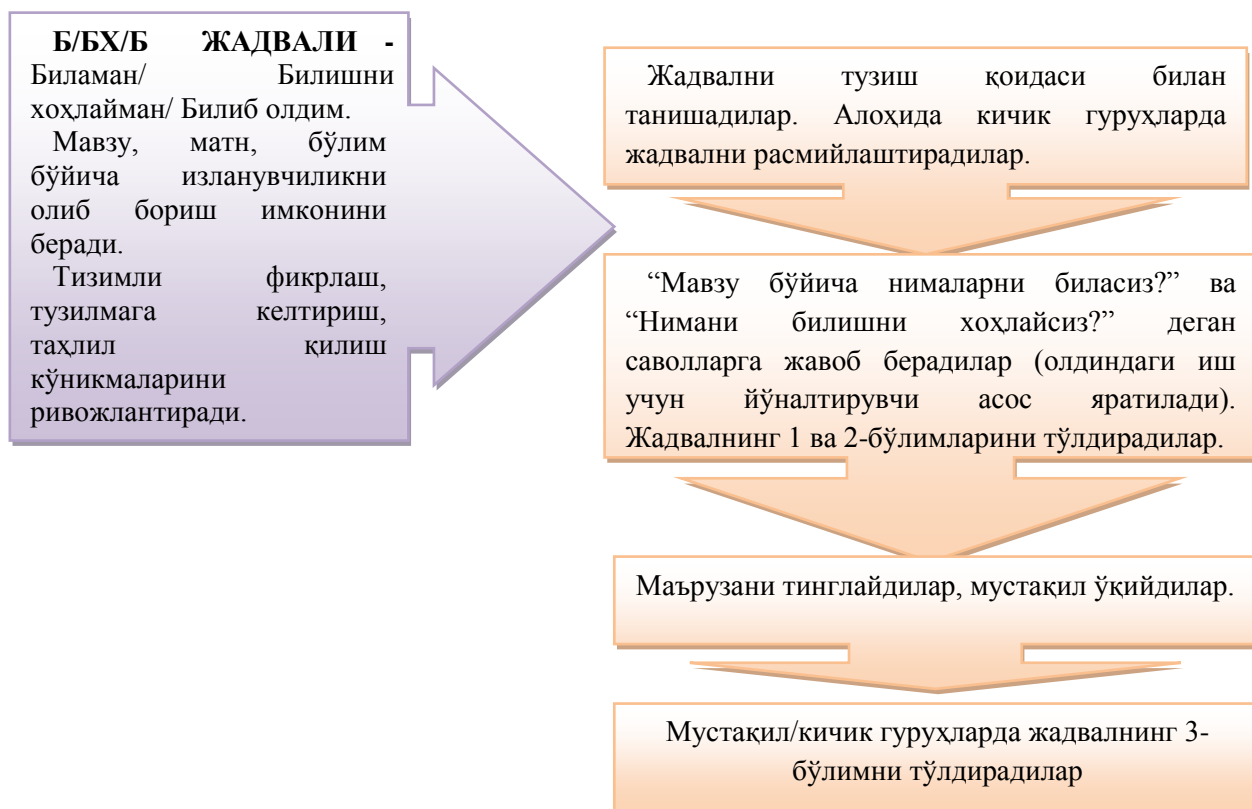 Б/БХ/Б ЖАДВАЛИ -
Биламан/ Билишни
хоҳлайман/ Билиб олдим.
Мавзу, матн, бўлим
бўйича изланувчиликни
олиб бориш имконини
беради.
Тизимли фикрлаш,
тузилмага келтириш,
таҳлил қилиш
кўникмаларини
ривожлантиради.
Жадвални тузиш қоидаси билан
танишадилар. Алоҳида кичик гуруҳларда
жадвални расмийлаштирадилар.
“Мавзу бўйича нималарни биласиз?” ва
“Нимани билишни хоҳлайсиз?” деган
саволларга жавоб берадилар (олдиндаги иш
учун йўналтирувчи асос яратилади).
Жадвалнинг 1 ва 2-бўлимларини тўлдирадилар.
Маърузани тинглайдилар, мустақил ўқийдилар.
Мустақил/кичик гуруҳларда жадвалнинг 3-
бўлимни тўлдирадилар